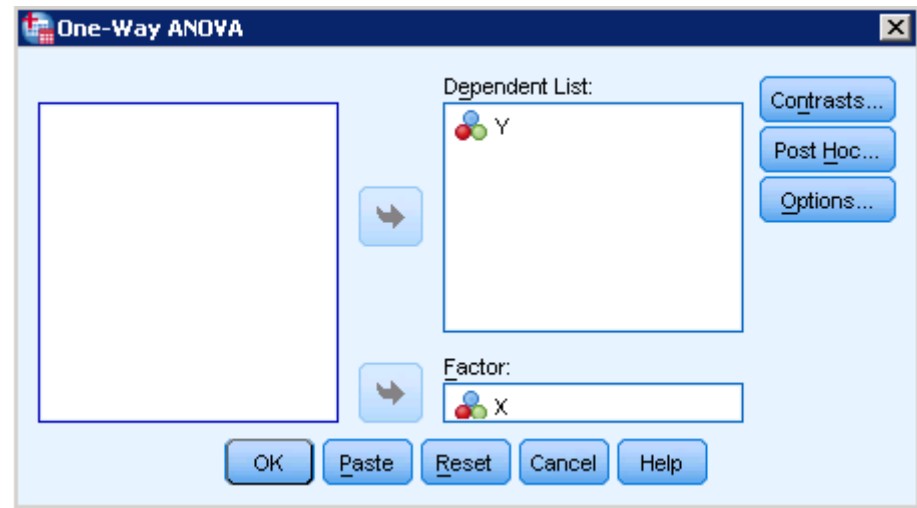 One-Way ANOVA
Dependent List:
Y
Contrasts...
Post Hoc...
Options...
Factor:
X
OK Paste Reset Cancel Help